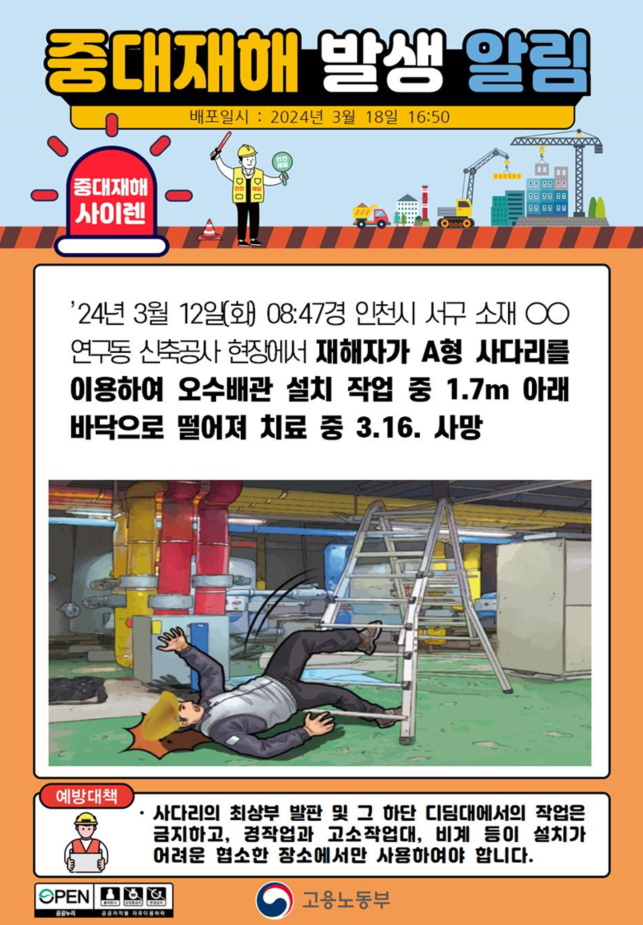 중대재해 발생 알림
배포일시 : 2024년 3월 18일 16:50
중대재해
사이렌
안전
제일
안전 제일
'24년 3월 12일(화) 08:47경 인천시 서구 소재 ○○
연구동 신축공사 현장에서 재해자가 A형 사다리를
이용하여 오수배관 설치 작업 중 1.7m 아래
바닥으로 떨어져 치료 중 3.16. 사망
예방대책
· 사다리의 최상부 발판 및 그 하단 디딤대에서의 작업은
금지하고, 경작업과 고소작업대, 비계 등이 설치가
어려운 협소한 장소에서만 사용하여야 합니다.
OPEN
공공누리
공공저작물 자유이용허락
고용노동부